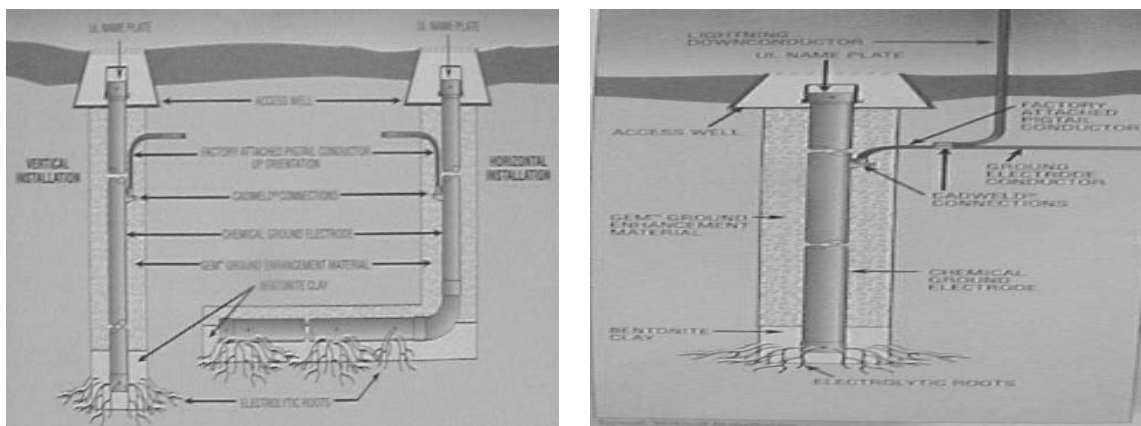 UL NAME PLATE
UL NAME PLATE
ACCESS WELL
FACTORY ATTACHED PIGTAIL CONDUCTOR
UP ORIENTATION
VERTICAL
INSTALLATION
HORIZONTAL
INSTALLATION
CADWELD® CONNECTIONS
CHEMICAL GROUND ELECTRODE
GEM™ GROUND ENHANCEMENT MATERIAL
BENTONITE CLAY
ELECTROLYTIC ROOTS
LIGHTNING
DOWNCONDUCTOR
UL NAME PLATE
ACCESS WELL
FACTORY
ATTACHED
PIGTAIL
CONDUCTOR
GROUND
ELECTRODE
CONDUCTOR
CADWELD®
CONNECTIONS
GEM™ GROUND
ENHANCEMENT
MATERIAL
CHEMICAL
GROUND
ELECTRODE
BENTONITE
CLAY
ELECTROLYTIC ROOTS